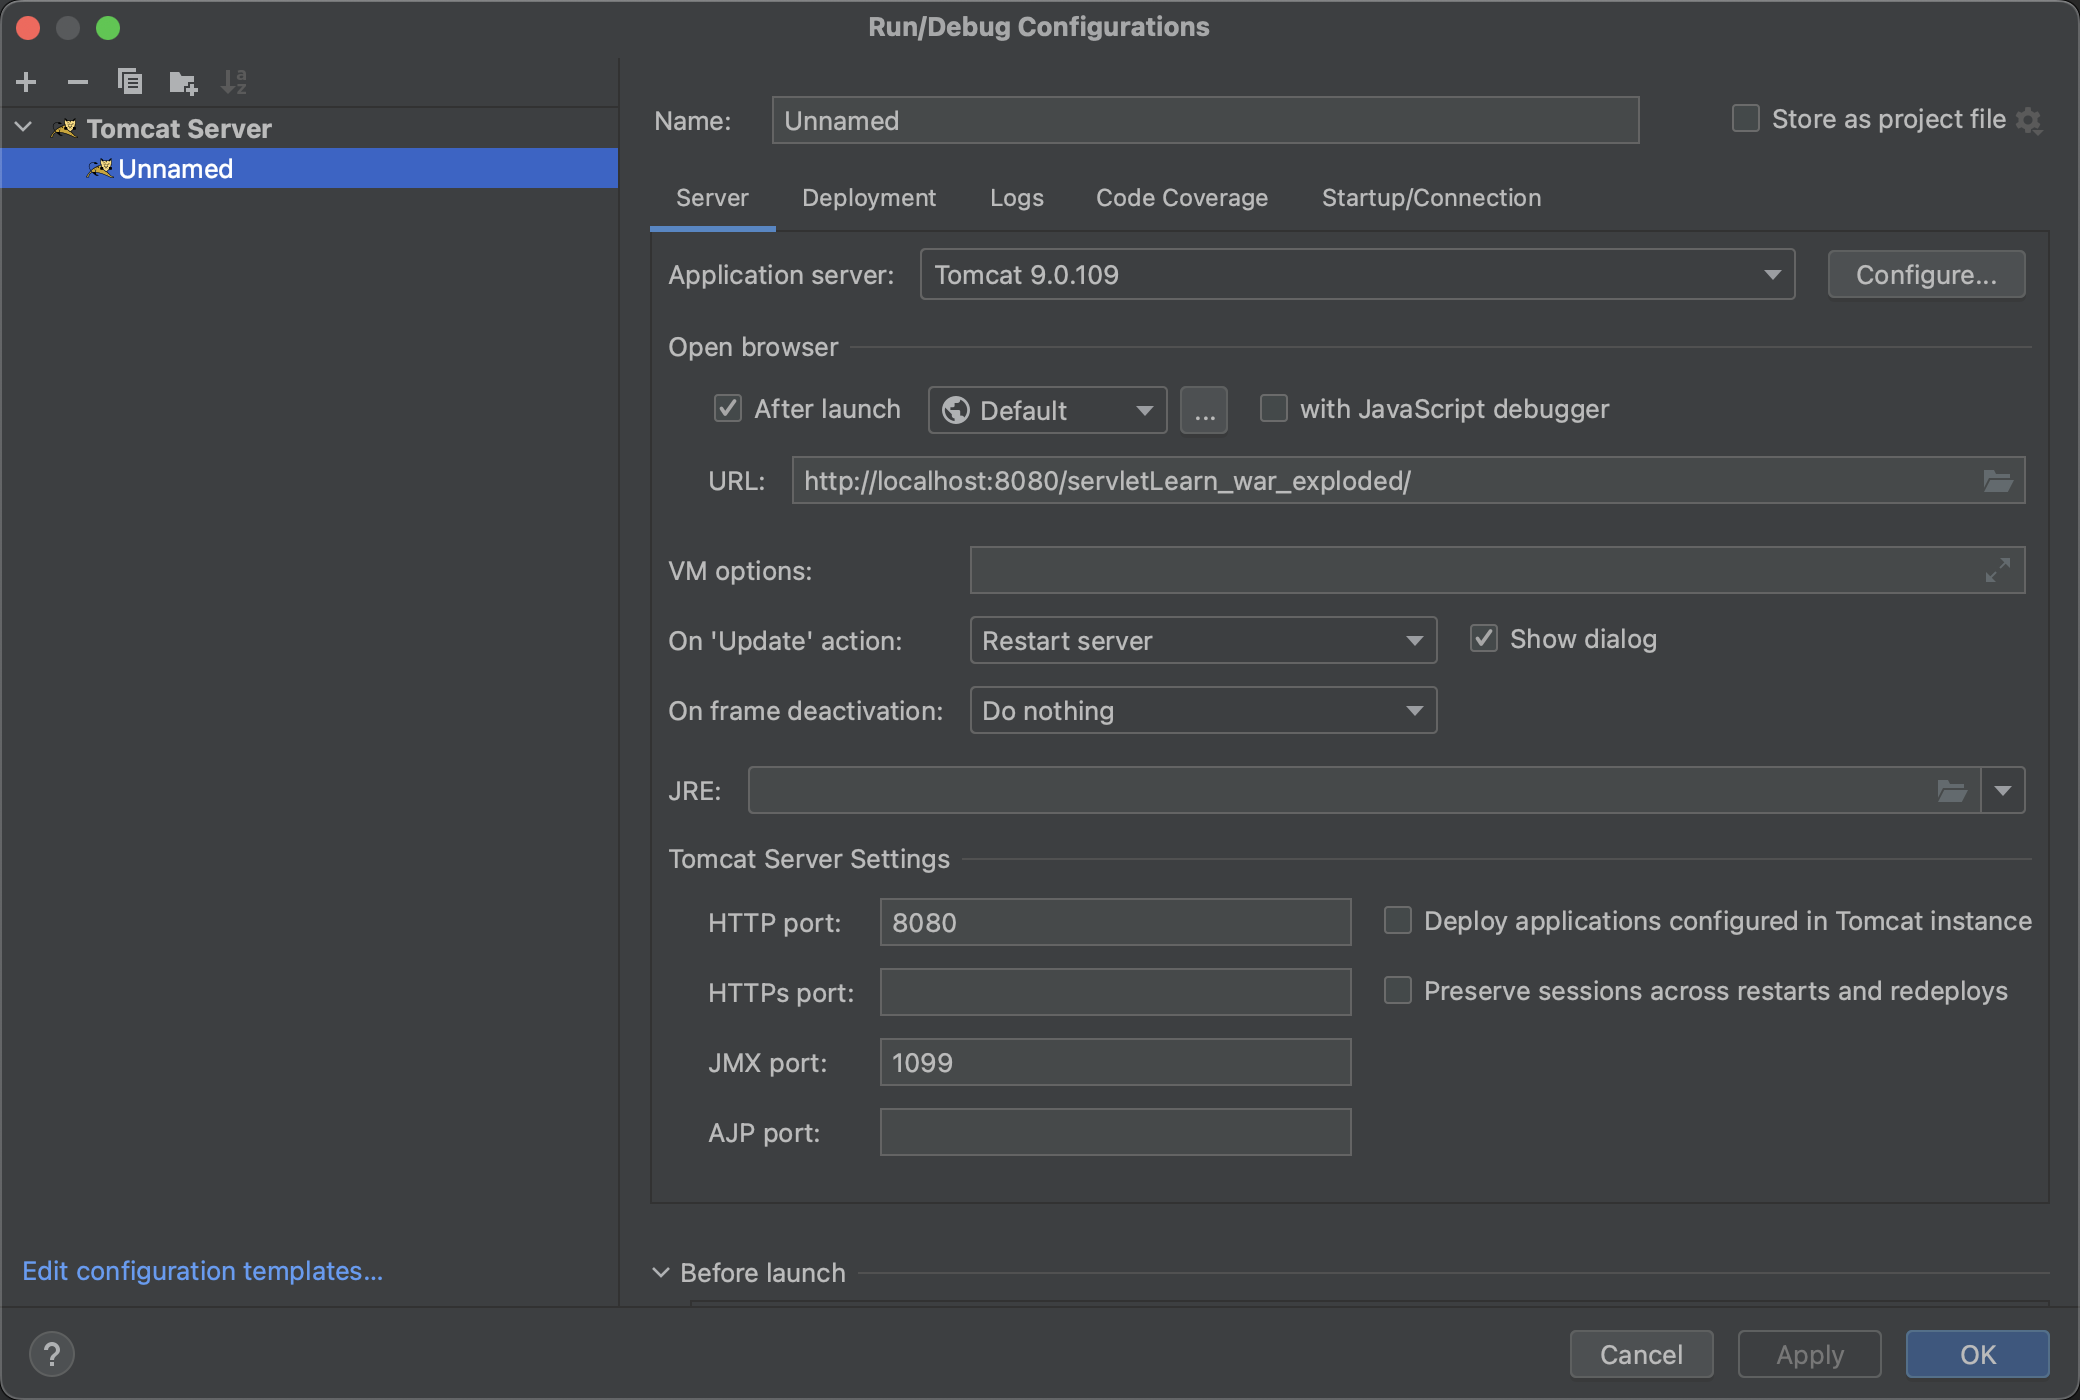 Run/Debug Configurations
Tomcat Server
Unnamed
Edit configuration templates...
Name: Unnamed
Store as project file
Server Deployment Logs Code Coverage Startup/Connection
Application server: Tomcat 9.0.109 Configure...
Open browser
After launch Default ... with JavaScript debugger
URL: http://localhost:8080/servletLearn_war_exploded/
VM options:
On 'Update' action: Restart server Show dialog
On frame deactivation: Do nothing
JRE:
Tomcat Server Settings
HTTP port: 8080 Deploy applications configured in Tomcat instance
HTTPs port: Preserve sessions across restarts and redeploys
JMX port: 1099
AJP port:
Before launch
? Cancel Apply OK